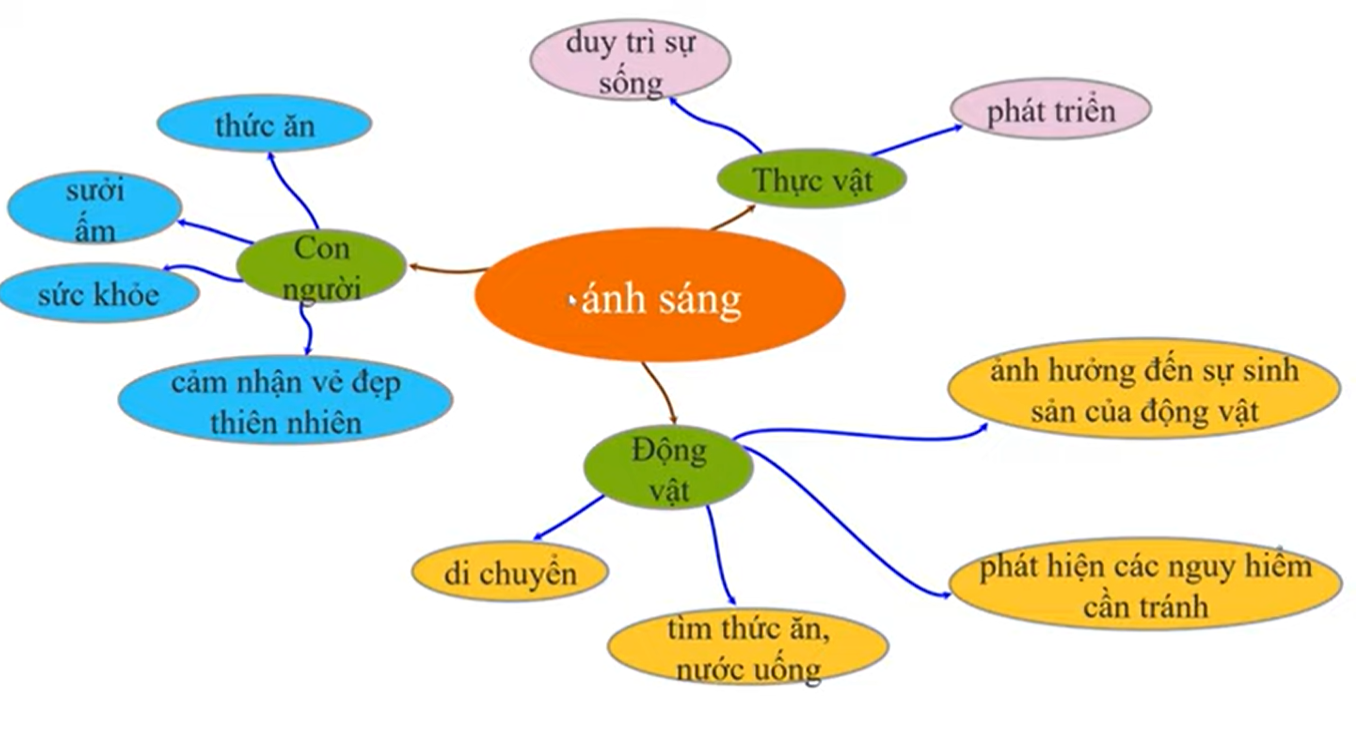 duy trì sự
sống
phát triển
thức ăn
Thực vật
sưởi
ấm
Con
người
sức khỏe
ánh sáng
cảm nhận vẻ đẹp
thiên nhiên
ảnh hưởng đến sự sinh
sản của động vật
Động
vật
di chuyển
phát hiện các nguy hiểm
cần tránh
tìm thức ăn,
nước uống